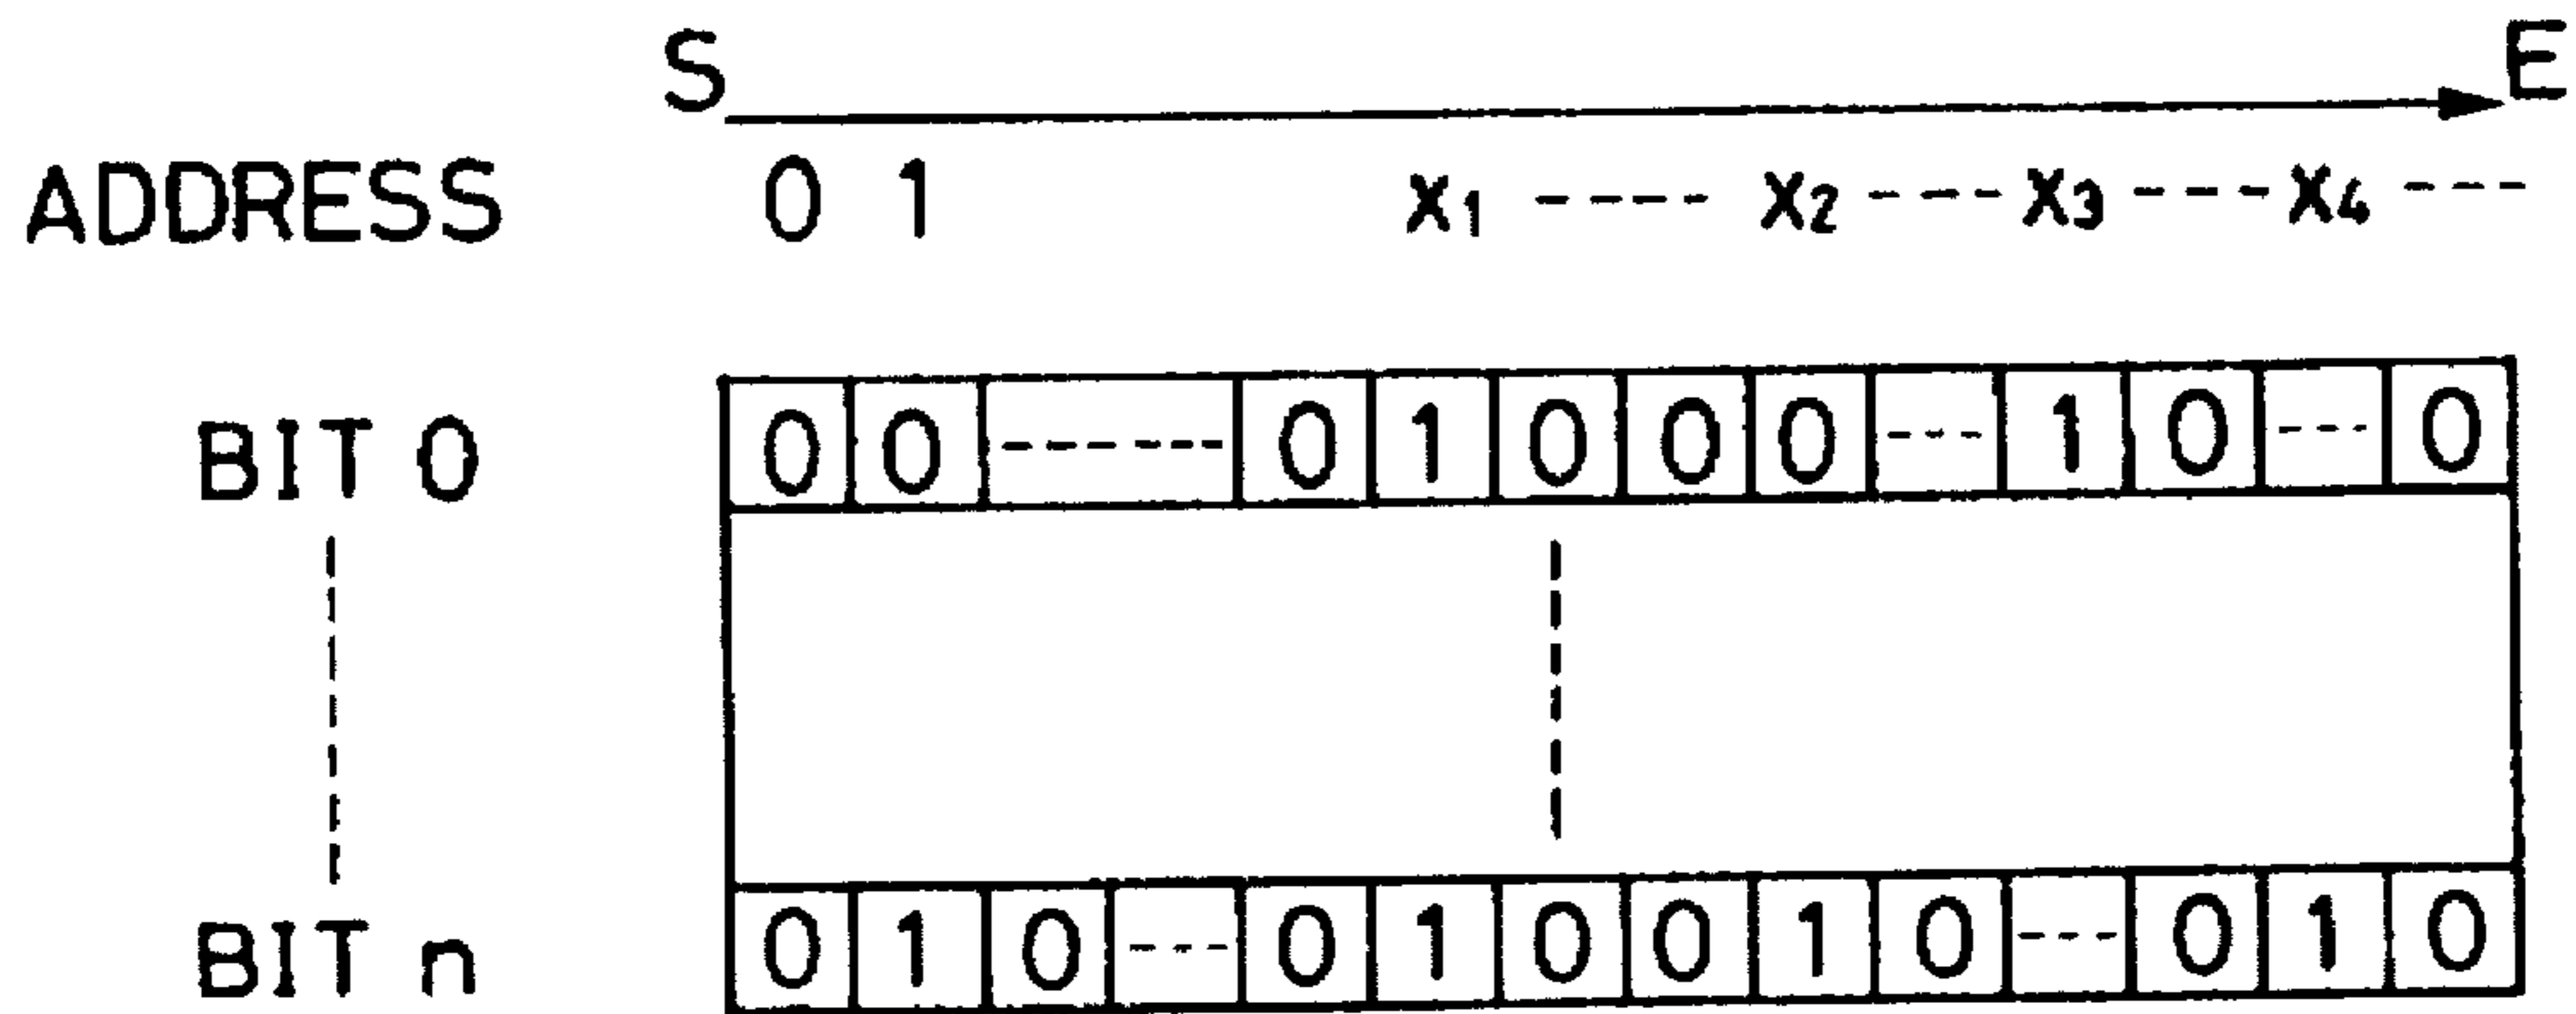 S E
ADDRESS 0 1 X1 ---- X2 --- X3 --- X4 ---
BIT 0 0 0 ------ 0 1 0 0 0 --- 1 0 --- 0
BIT n 0 1 0 --- 0 1 0 0 1 0 --- 0 1 0